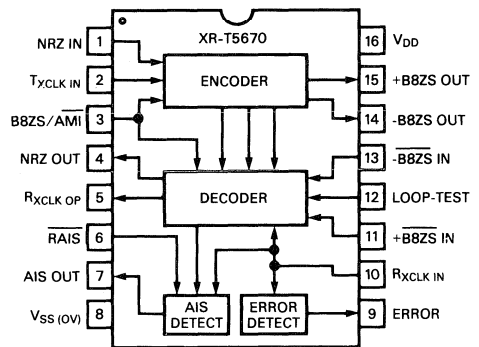 XR-T5670
NRZ IN 1
TXCLK IN 2
B8ZS/AMI 3
NRZ OUT 4
RXCLK OP 5
RAIS 6
AIS OUT 7
VSS (OV) 8
ENCODER
DECODER
AIS DETECT
ERROR DETECT
16 VDD
15 +B8ZS OUT
14 -B8ZS OUT
13 -B8ZS IN
12 LOOP-TEST
11 +B8ZS IN
10 RXCLK IN
9 ERROR